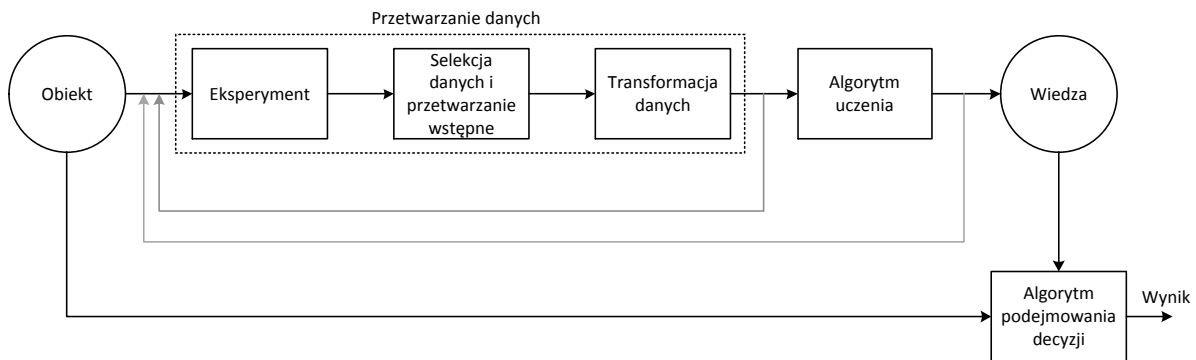 Przetwarzanie danych
Obiekt
Eksperyment
Selekcja
danych i
przetwarzanie
wstępne
Transformacja
danych
Algorytm
uczenia
Wiedza
Algorytm
podejmowania
decyzji
Wynik